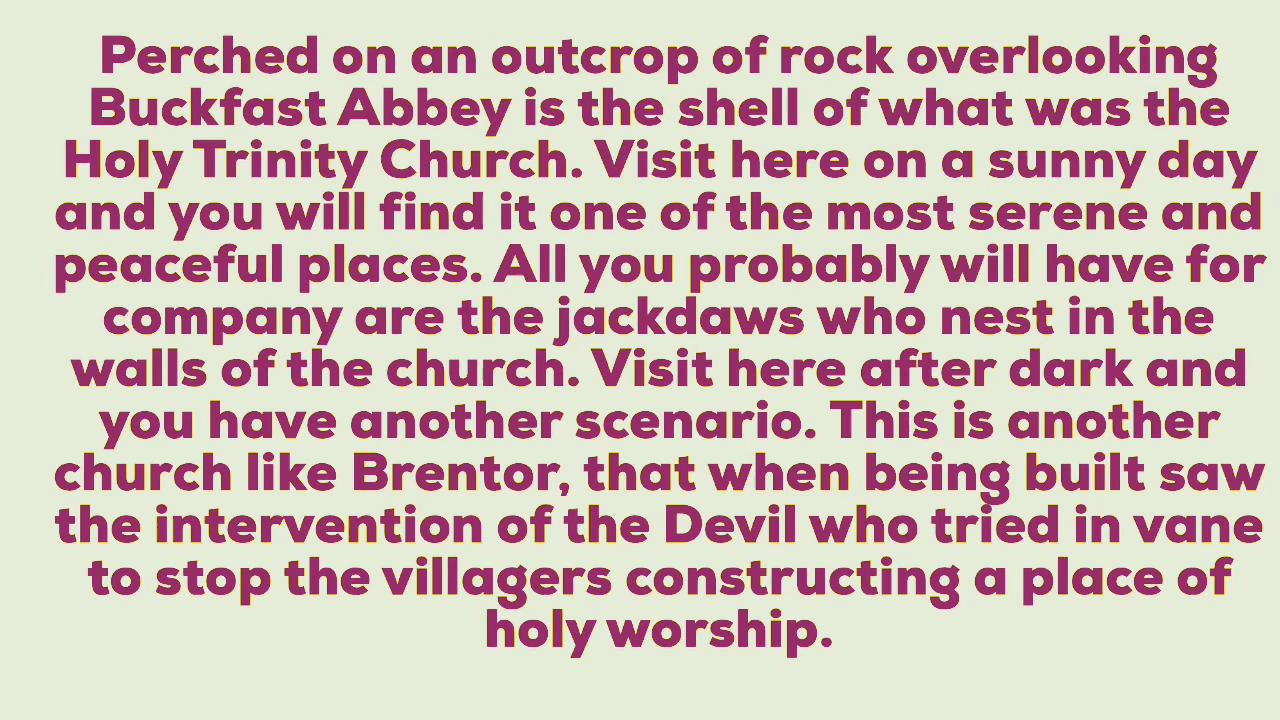 Perched on an outcrop of rock overlooking
Buckfast Abbey is the shell of what was the
Holy Trinity Church. Visit here on a sunny day
and you will find it one of the most serene and
peaceful places. All you probably will have for
company are the jackdaws who nest in the
walls of the church. Visit here after dark and
you have another scenario. This is another
church like Brentor, that when being built saw
the intervention of the Devil who tried in vane
to stop the villagers constructing a place of
holy worship.